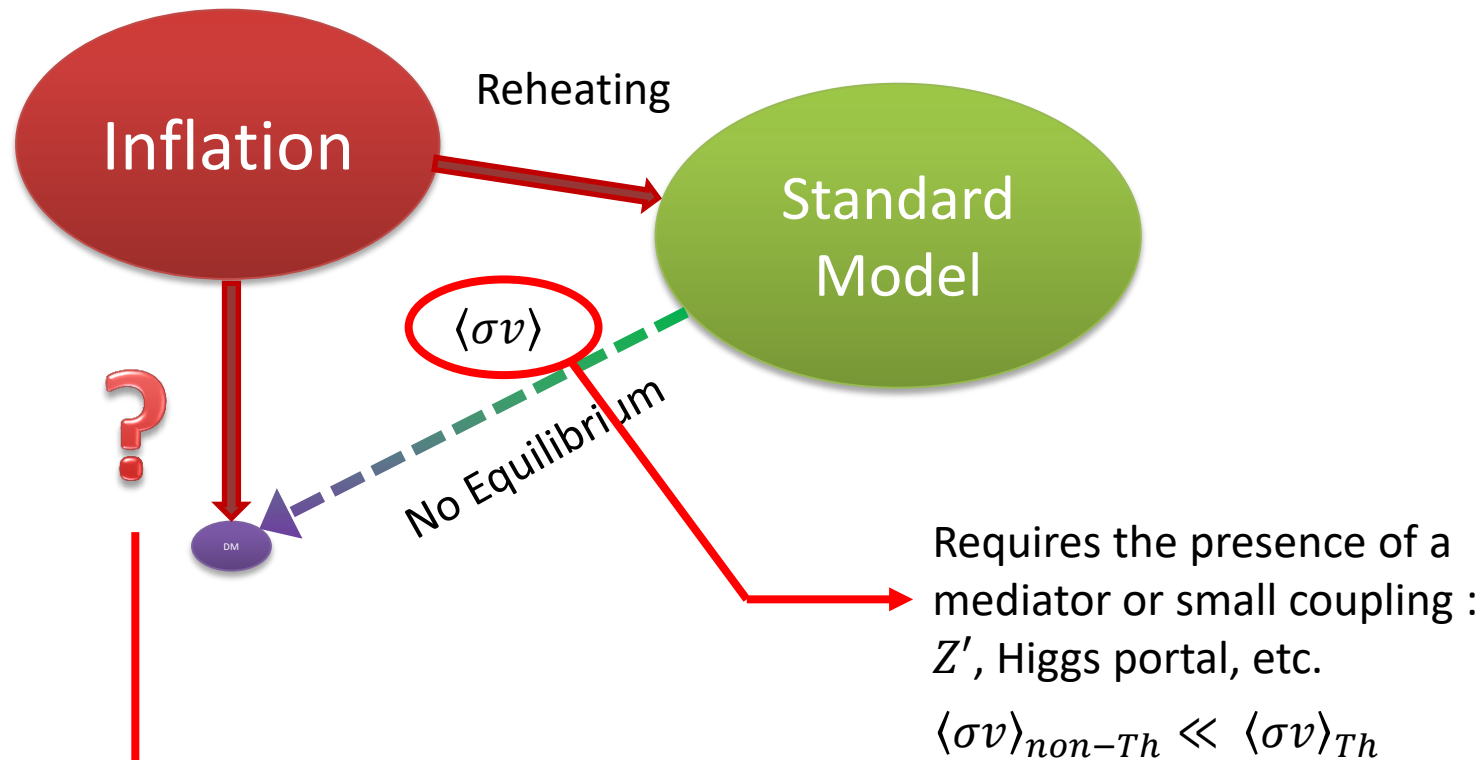 Reheating
Inflation
Standard
Model
⟨σv⟩
?
No Equilibrium
DM
Requires the presence of a
mediator or small coupling :
Z′, Higgs portal, etc.
⟨σv⟩non−Th ≪ ⟨σv⟩Th